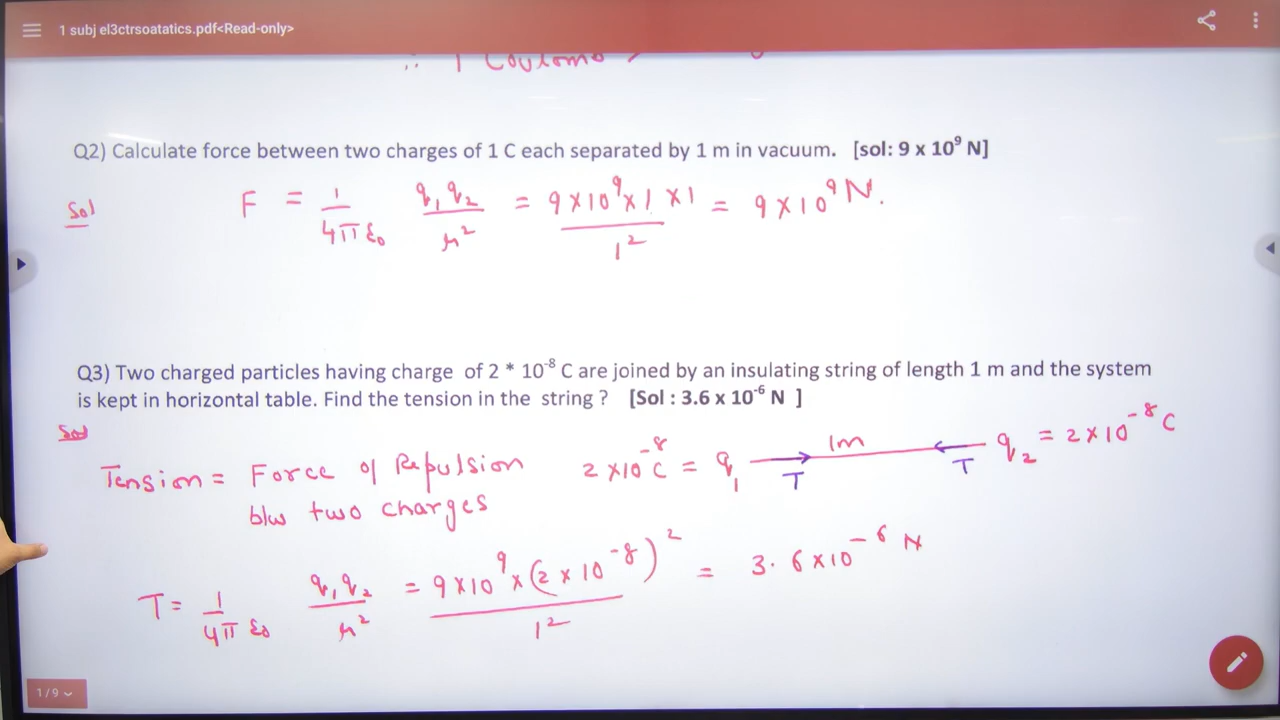 1 subj el3ctrsoatatics.pdf<Read-only>
∴ 1 Coulomb >
Q2) Calculate force between two charges of 1 C each separated by 1 m in vacuum. [sol: 9 x 10⁹ N]
Sol F = 1/4πε₀ q₁q₂/r² = 9×10⁹×1×1/1² = 9×10⁹ N.
Q3) Two charged particles having charge of 2 * 10⁻⁸ C are joined by an insulating string of length 1 m and the system
is kept in horizontal table. Find the tension in the string ? [Sol : 3.6 x 10⁻⁶ N ]
Sol
Tension = Force of Repulsion
b/w two charges
2×10⁻⁸ C = q₁ 1m q₂ = 2×10⁻⁸ C
T T
T = 1/4πε₀ q₁q₂/r² = 9×10⁹×(2×10⁻⁸)²/1² = 3.6×10⁻⁶ N
1/9